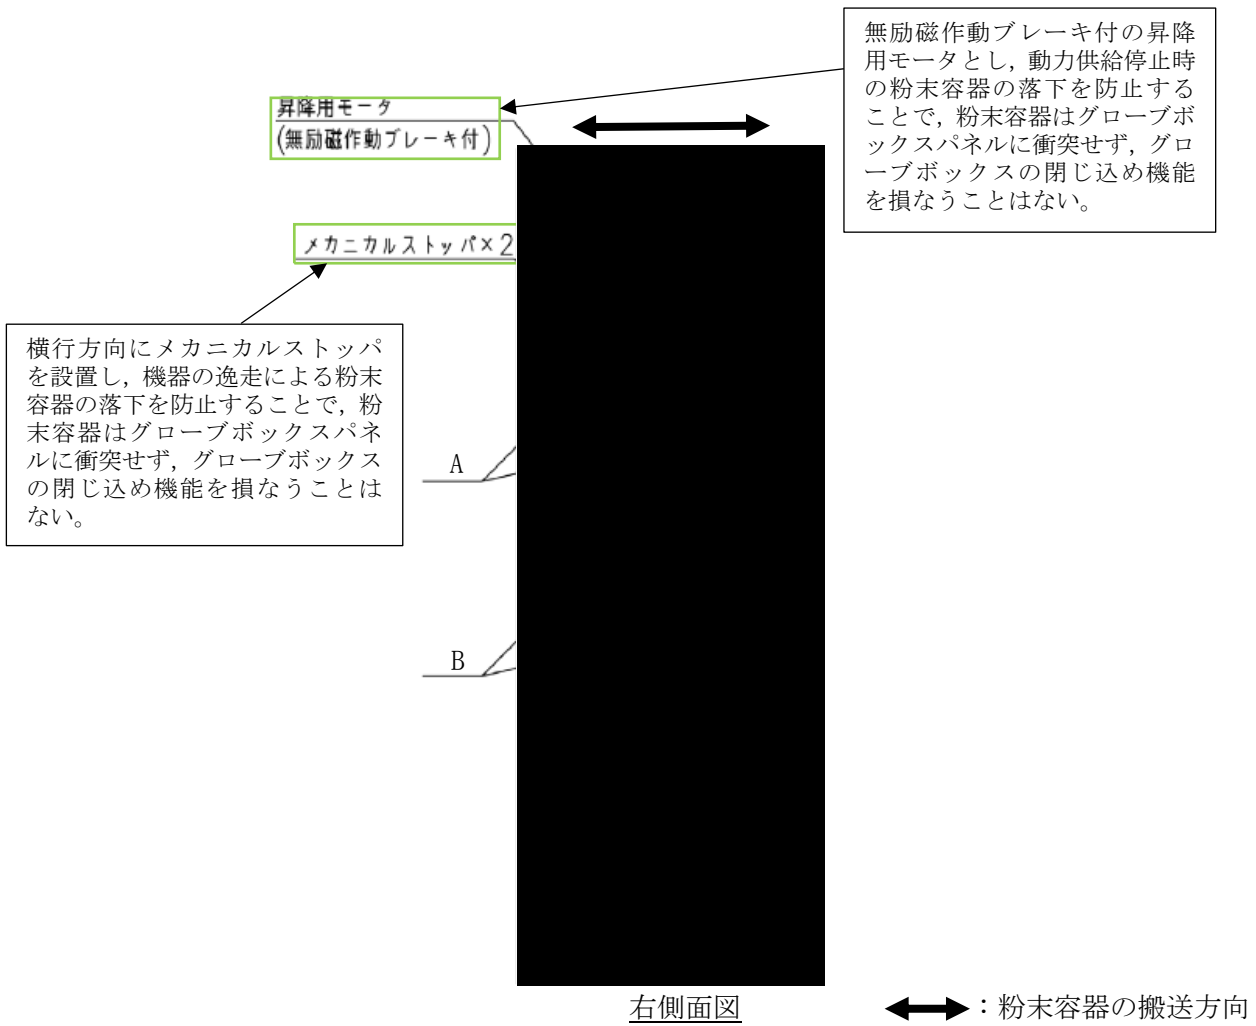 無励磁作動ブレーキ付の昇降
用モータとし，動力供給停止時
の粉末容器の落下を防止する
ことで，粉末容器はグローブボ
ックスパネルに衝突せず，グロ
ーブボックスの閉じ込め機能
を損なうことはない。
昇降用モータ
(無励磁作動ブレーキ付)
メカニカルストッパ×2
横行方向にメカニカルストッパ
を設置し，機器の逸走による粉末
容器の落下を防止することで，粉
末容器はグローブボックスパネ
ルに衝突せず，グローブボックス
の閉じ込め機能を損なうことは
ない。
A
B
右側面図
：粉末容器の搬送方向